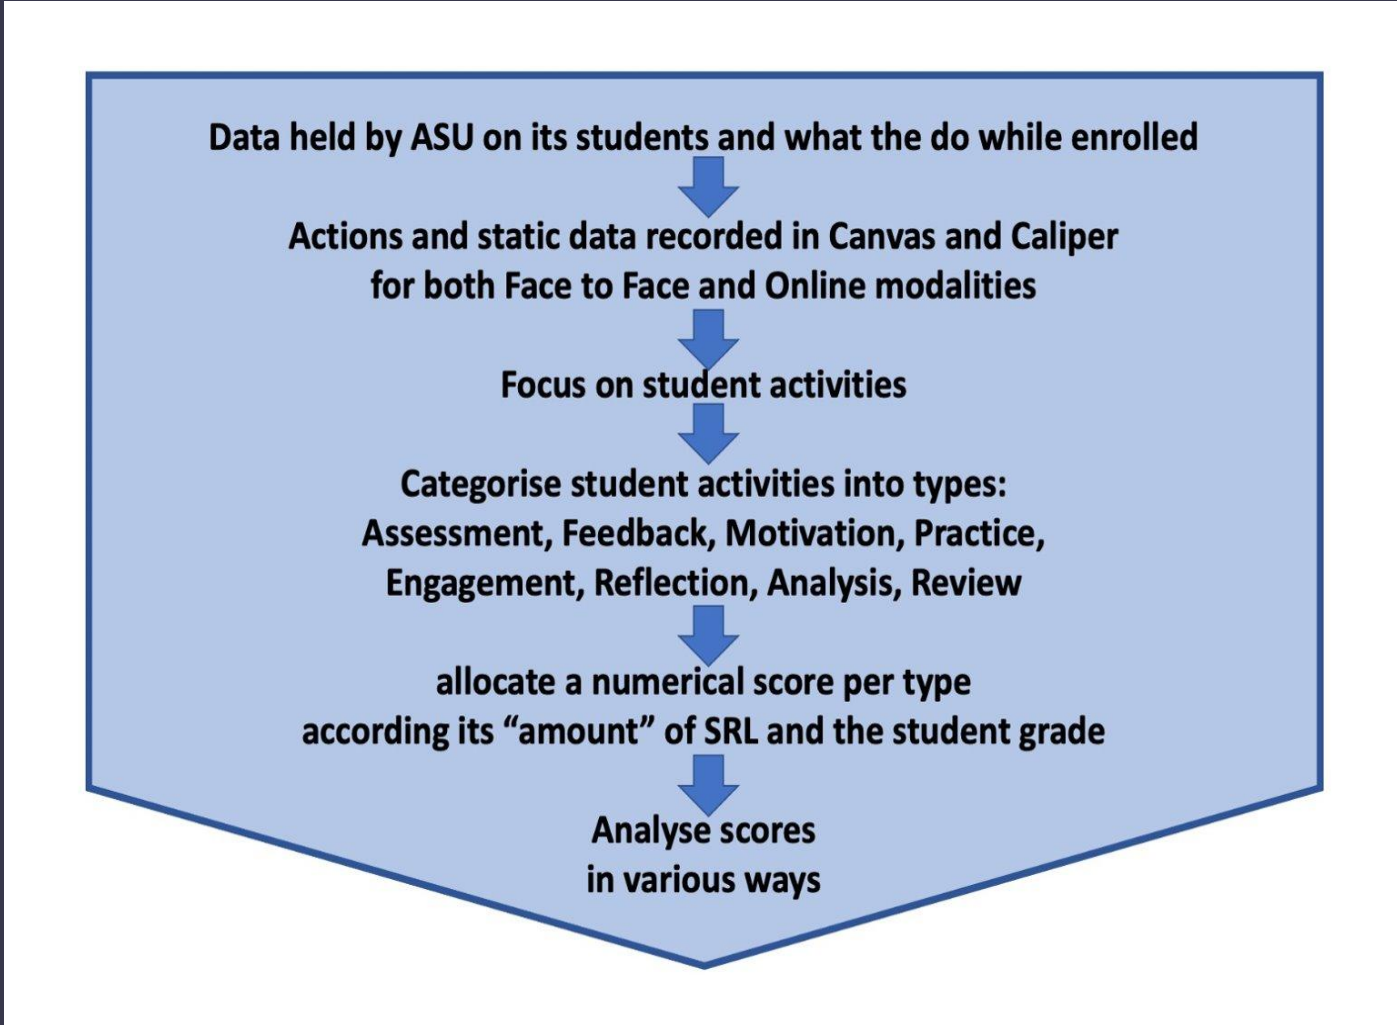 Data held by ASU on its students and what the do while enrolled
Actions and static data recorded in Canvas and Caliper
for both Face to Face and Online modalities
Focus on student activities
Categorise student activities into types:
Assessment, Feedback, Motivation, Practice,
Engagement, Reflection, Analysis, Review
allocate a numerical score per type
according its “amount” of SRL and the student grade
Analyse scores
in various ways